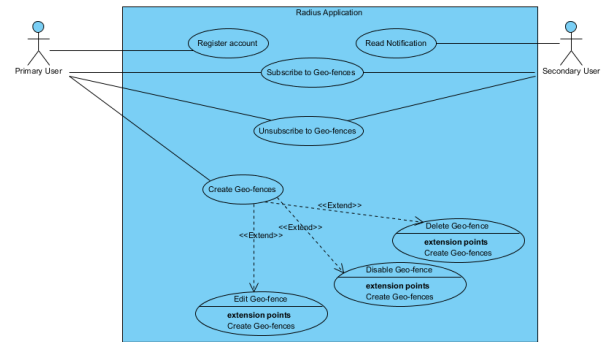 Radius Application
Register account
Read Notification
Primary User
Secondary User
Subscribe to Geo-fences
Unsubscribe to Geo-fences
Create Geo-fences
<<Extend>>
<<Extend>>
<<Extend>>
Delete Geo-fence
extension points
Create Geo-fences
Disable Geo-fence
extension points
Create Geo-fences
Edit Geo-fence
extension points
Create Geo-fences